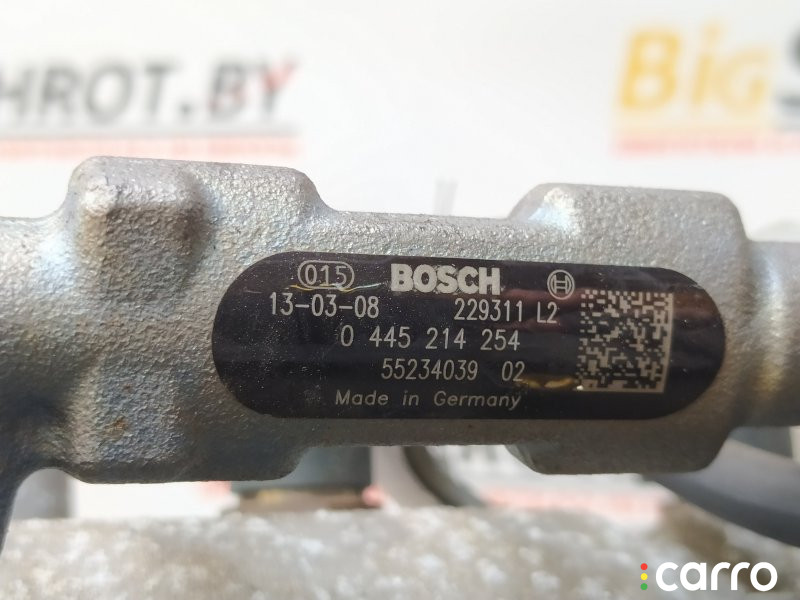 HROT.BY
BiG
015 BOSCH
13-03-08 229311 L2
0 445 214 254
55234039 02
Made in Germany
carro